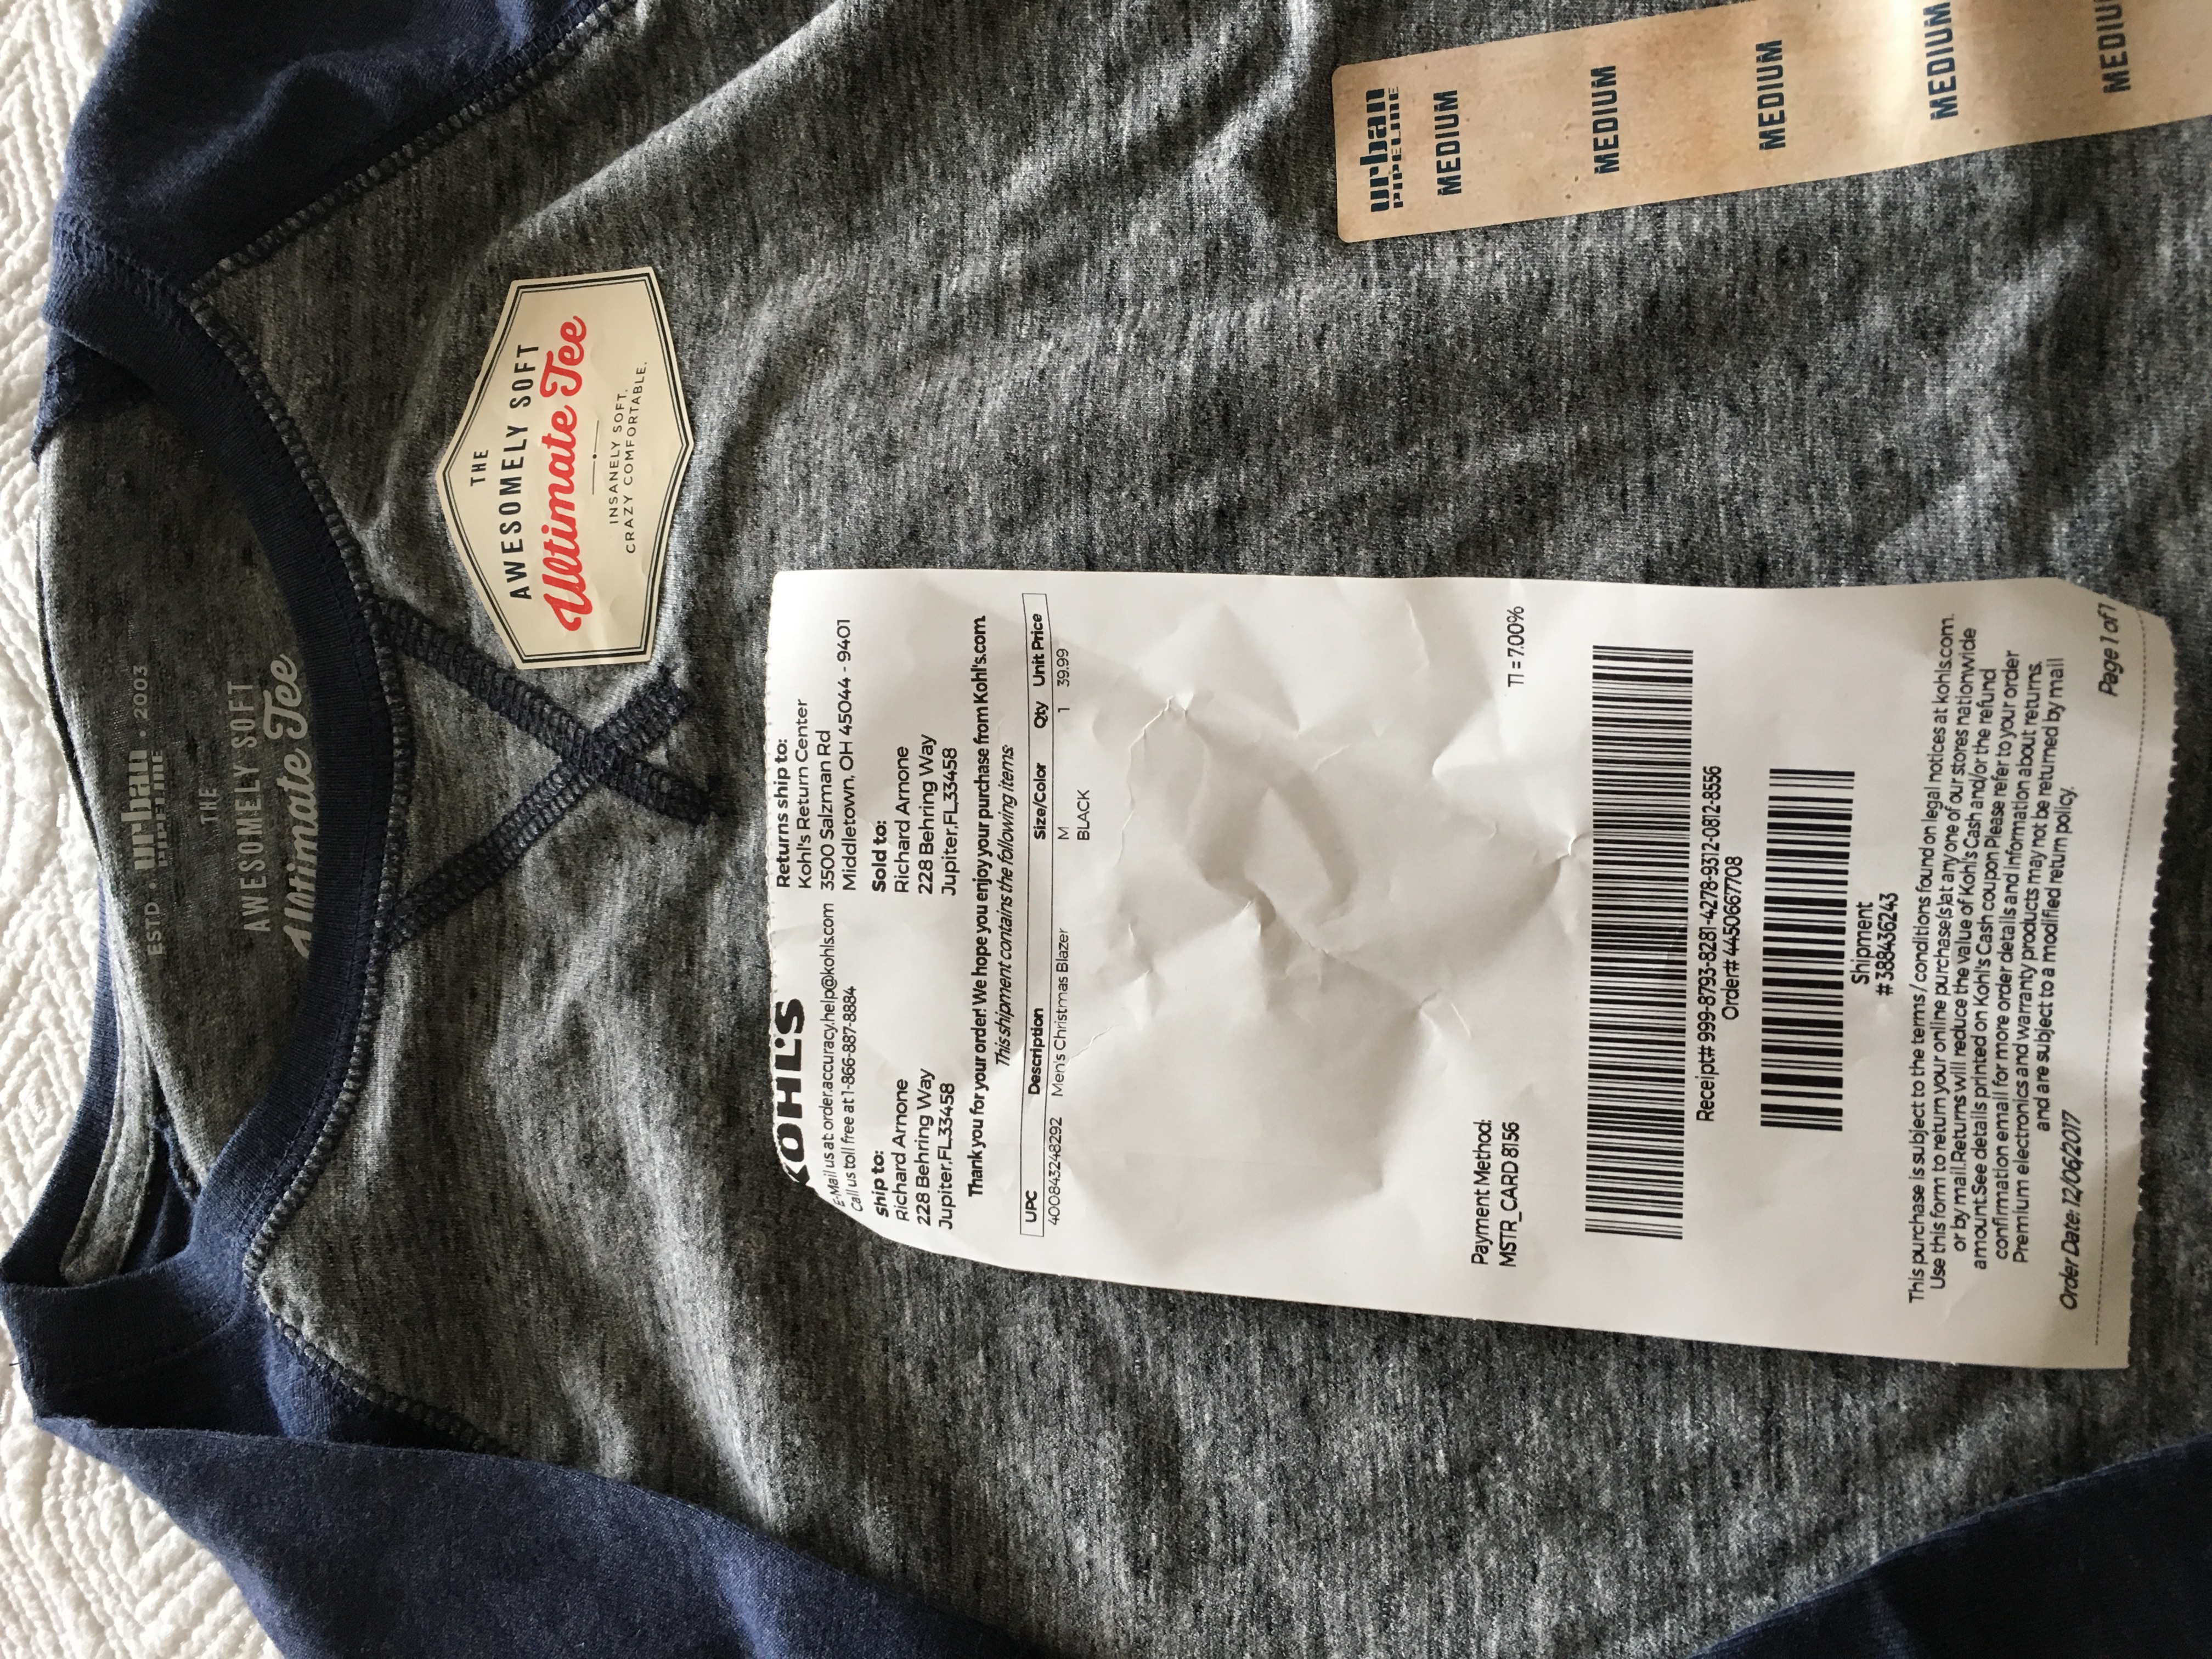 ESTD · urban · 2003
PIPELINE
THE
AWESOMELY SOFT
Ultimate Tee
THE
AWESOMELY SOFT
Ultimate Tee
INSANELY SOFT.
CRAZY COMFORTABLE.
urban
PIPELINE
MEDIUM
MEDIUM
MEDIUM
MEDIUM
MEDIU
KOHL'S
E-Mail us at order.accuracy.help@kohls.com
Call us toll free at 1-866-887-8884
Returns ship to:
Kohl's Return Center
3500 Salzman Rd
Middletown, OH 45044 - 9401
Ship to:
Richard Arnone
228 Behring Way
Jupiter,FL,33458
Sold to:
Richard Arnone
228 Behring Way
Jupiter,FL,33458
Thank you for your order! We hope you enjoy your purchase from Kohl's.com.
This shipment contains the following items:
UPC Description Size/Color Qty Unit Price
400843248292 Men's Christmas Blazer M 1 39.99
BLACK
Payment Method:
MSTR_CARD 8156
T1 = 7.00%
Receipt# 999-8793-8281-4278-9312-0812-8556
Order# 4450667708
Shipment
# 388436243
This purchase is subject to the terms / conditions found on legal notices at kohls.com.
Use this form to return your online purchase(s)at any one of our stores nationwide
or by mail.Returns will reduce the value of Kohl's Cash and/or the refund
amount.See details printed on Kohl's Cash coupon Please refer to your order
confirmation email for more order details and information about returns.
Premium electronics and warranty products may not be returned by mail
and are subject to a modified return policy.
Order Date: 12/06/2017
Page 1 of 1